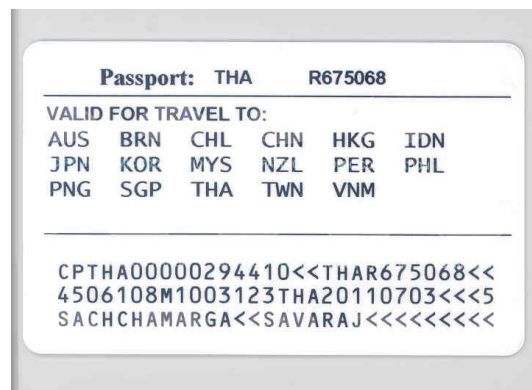 Passport: THA R675068
VALID FOR TRAVEL TO:
AUS BRN CHL CHN HKG IDN
JPN KOR MYS NZL PER PHL
PNG SGP THA TWN VNM
CPTHA00000294410<<THAR675068<<
4506108M1003123THA20110703<<<5
SACHCHAMARGA<<SAVARAJ<<<<<<<<<